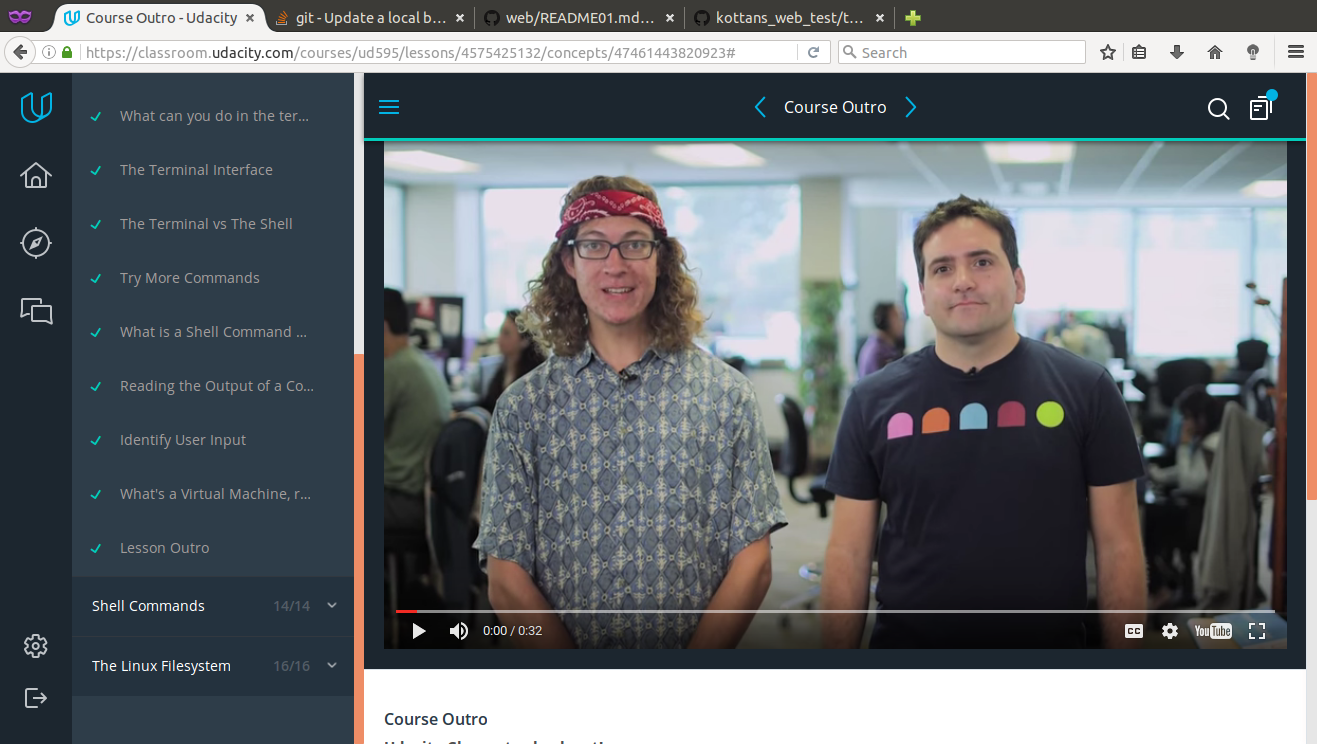 Course Outro - Udacity
git - Update a local b...
web/README01.md...
kottans_web_test/t...
https://classroom.udacity.com/courses/ud595/lessons/4575425132/concepts/47461443820923#
Search
What can you do in the ter...
The Terminal Interface
The Terminal vs The Shell
Try More Commands
What is a Shell Command ...
Reading the Output of a Co...
Identify User Input
What's a Virtual Machine, r...
Lesson Outro
Shell Commands 14/14
The Linux Filesystem 16/16
Course Outro
0:00 / 0:32
CC
YouTube
Course Outro